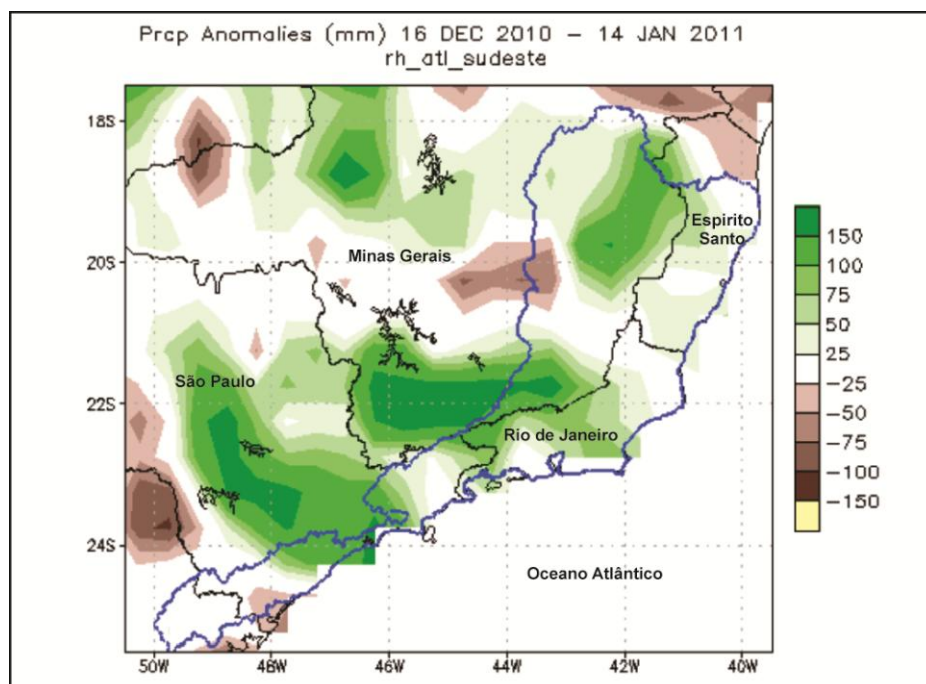 Prcp Anomalies (mm) 16 DEC 2010 – 14 JAN 2011
rh_atl_sudeste
18S
20S
22S
24S
Espirito
Santo
Minas Gerais
São Paulo
Rio de Janeiro
Oceano Atlântico
150
100
75
50
25
−25
−50
−75
−100
−150
50W
48W
46W
44W
42W
40W